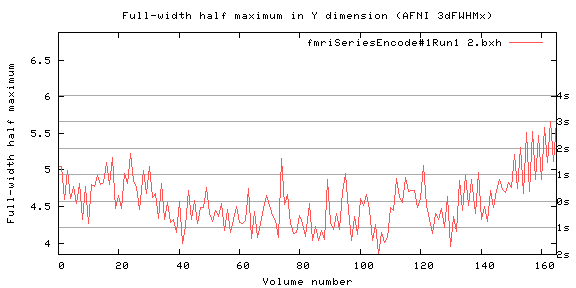 Full-width half maximum in Y dimension (AFNI 3dFWHMx)
fmriSeriesEncode#1Run1 2.bxh
Full-width half maximum
6.5
6
5.5
5
4.5
4
4s
3s
2s
1s
0s
1s
2s
0 20 40 60 80 100 120 140 160
Volume number